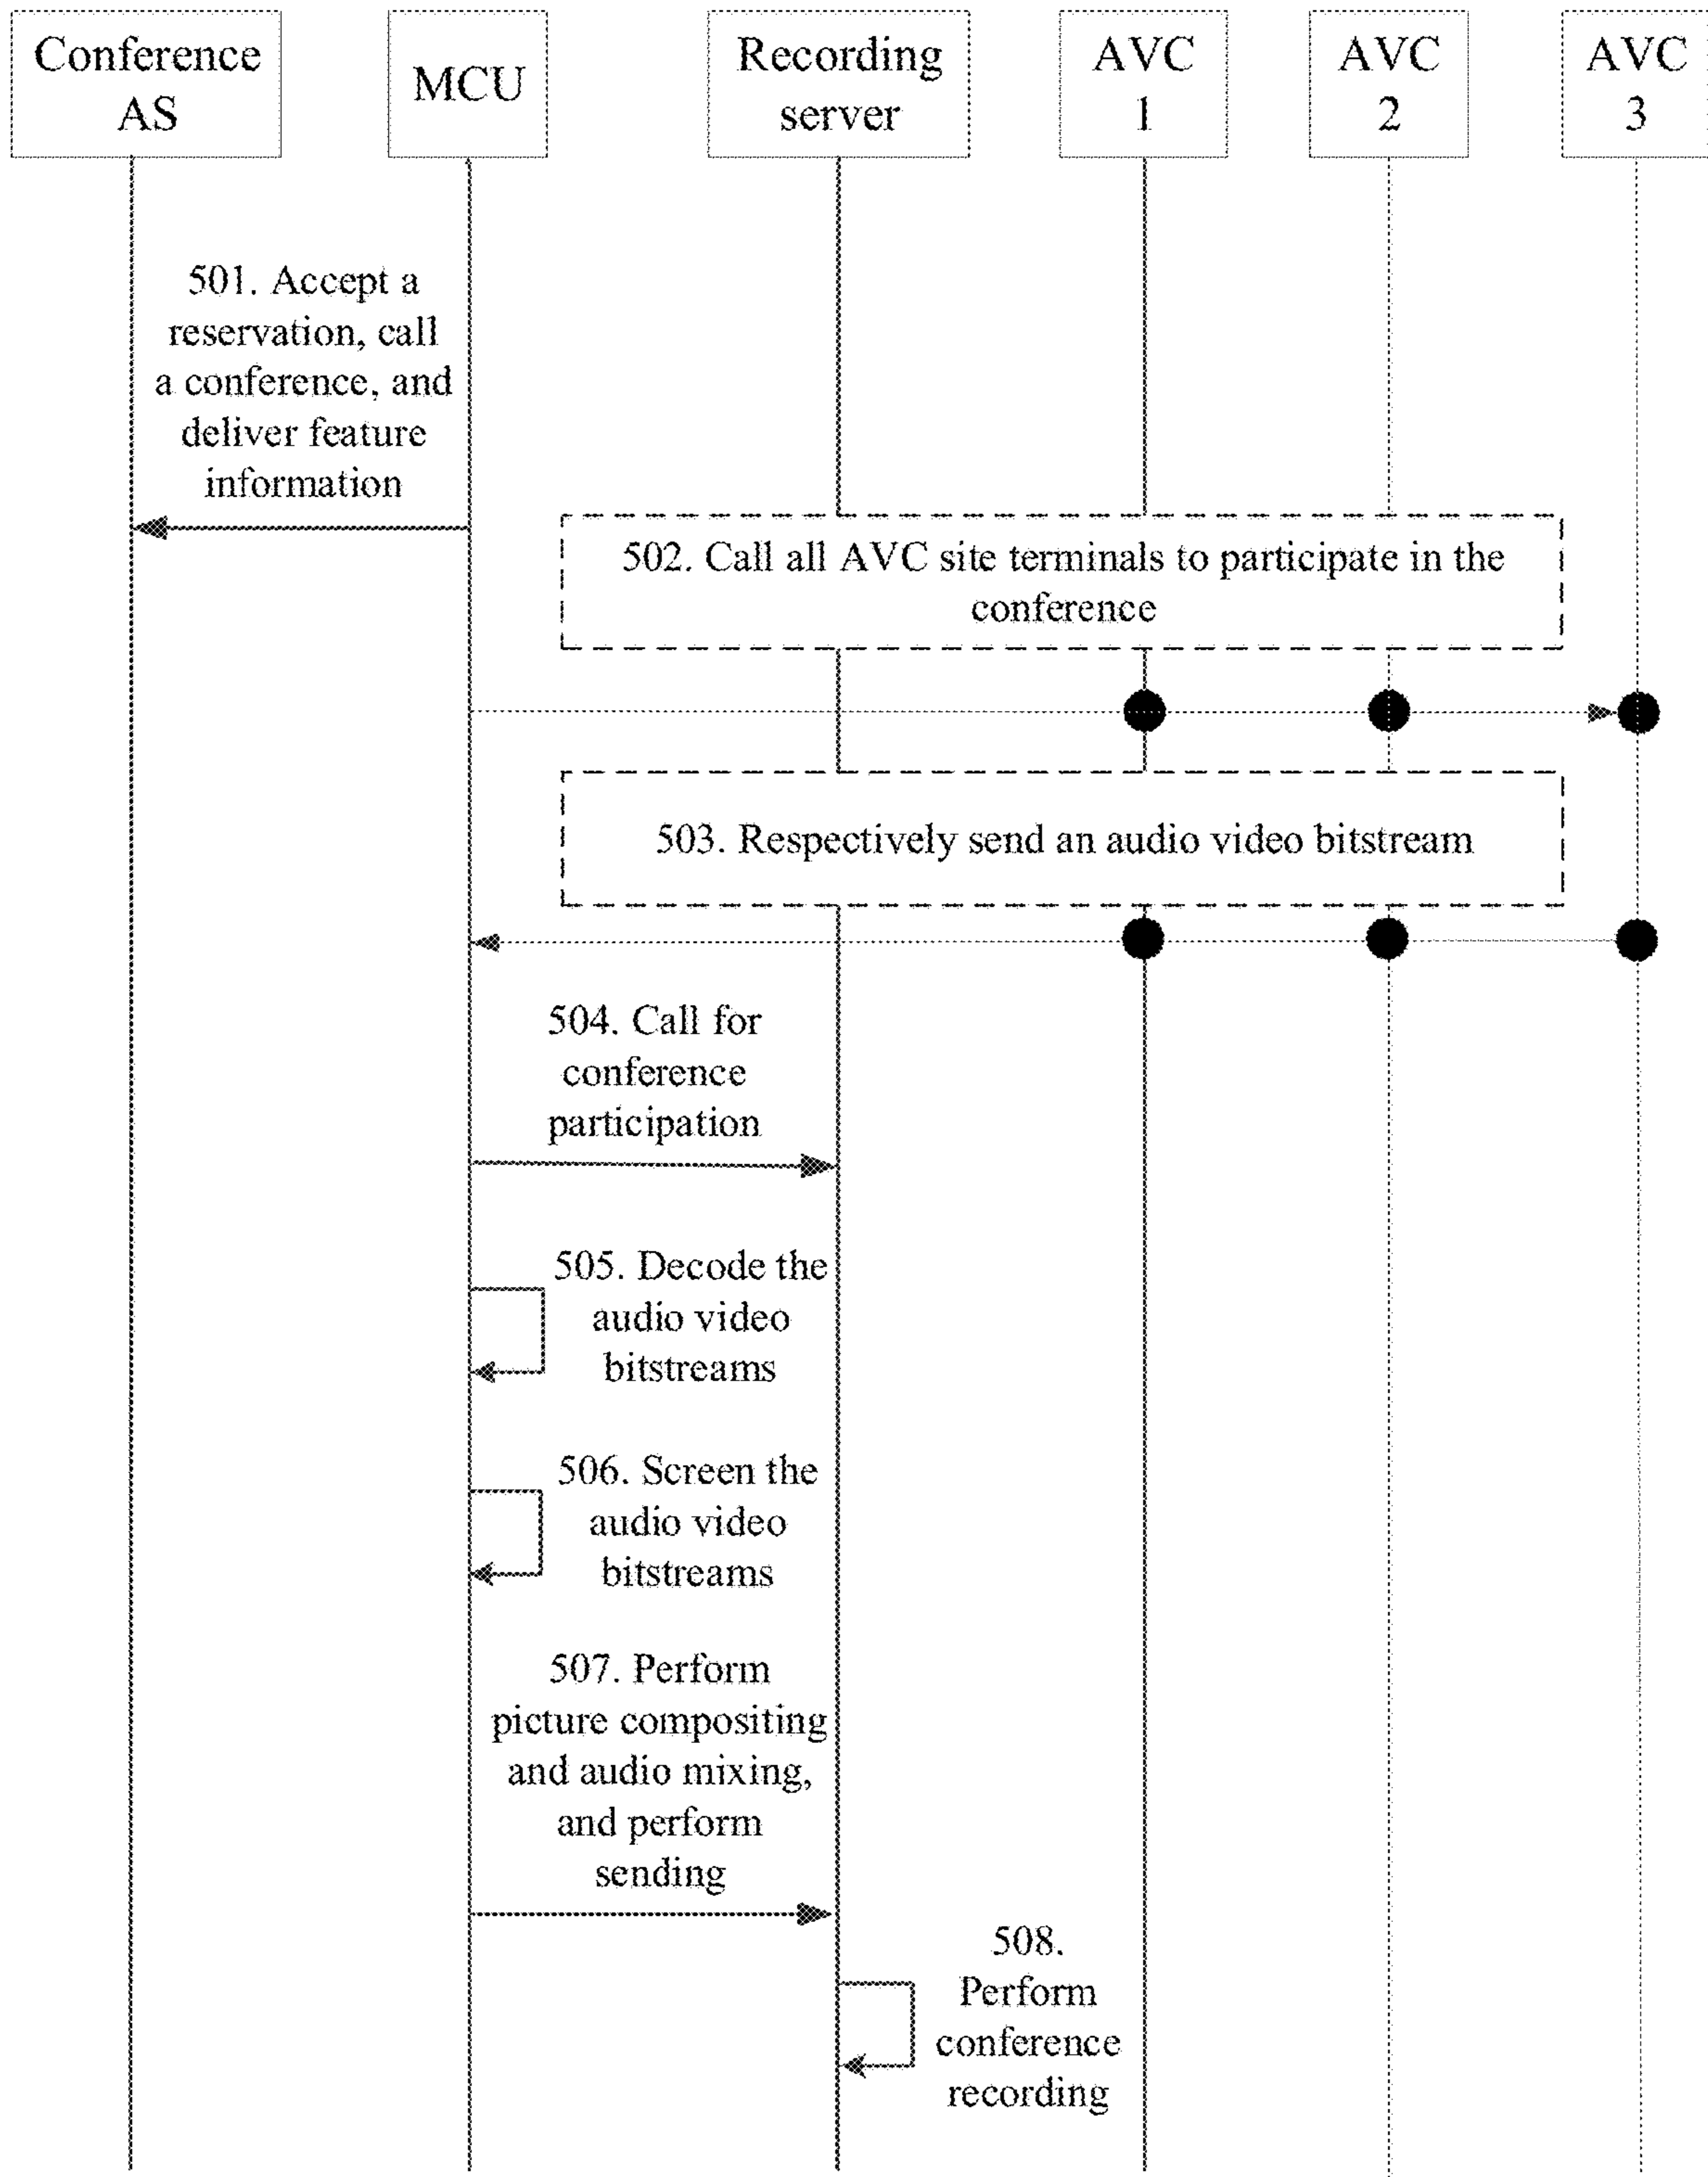 Conference
AS
MCU
Recording
server
AVC
1
AVC
2
AVC
3
501. Accept a
reservation, call
a conference, and
deliver feature
information
502. Call all AVC site terminals to participate in the
conference
503. Respectively send an audio video bitstream
504. Call for
conference
participation
505. Decode the
audio video
bitstreams
506. Screen the
audio video
bitstreams
507. Perform
picture compositing
and audio mixing,
and perform
sending
508.
Perform
conference
recording